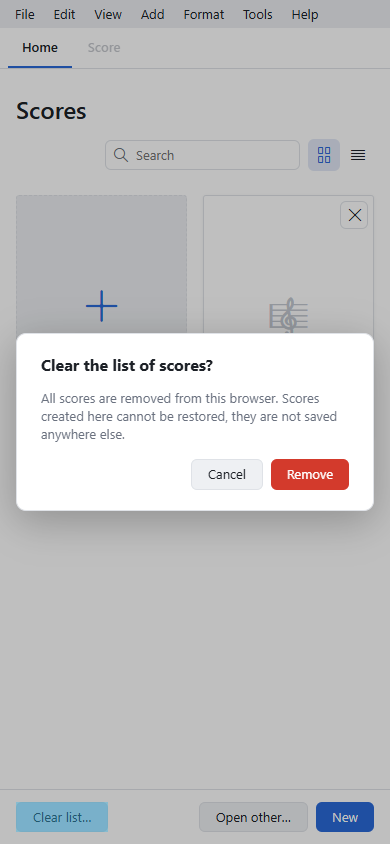 File Edit View Add Format Tools Help
Home Score
Scores
Search
Clear the list of scores?
All scores are removed from this browser. Scores
created here cannot be restored, they are not saved
anywhere else.
Cancel Remove
Clear list... Open other... New